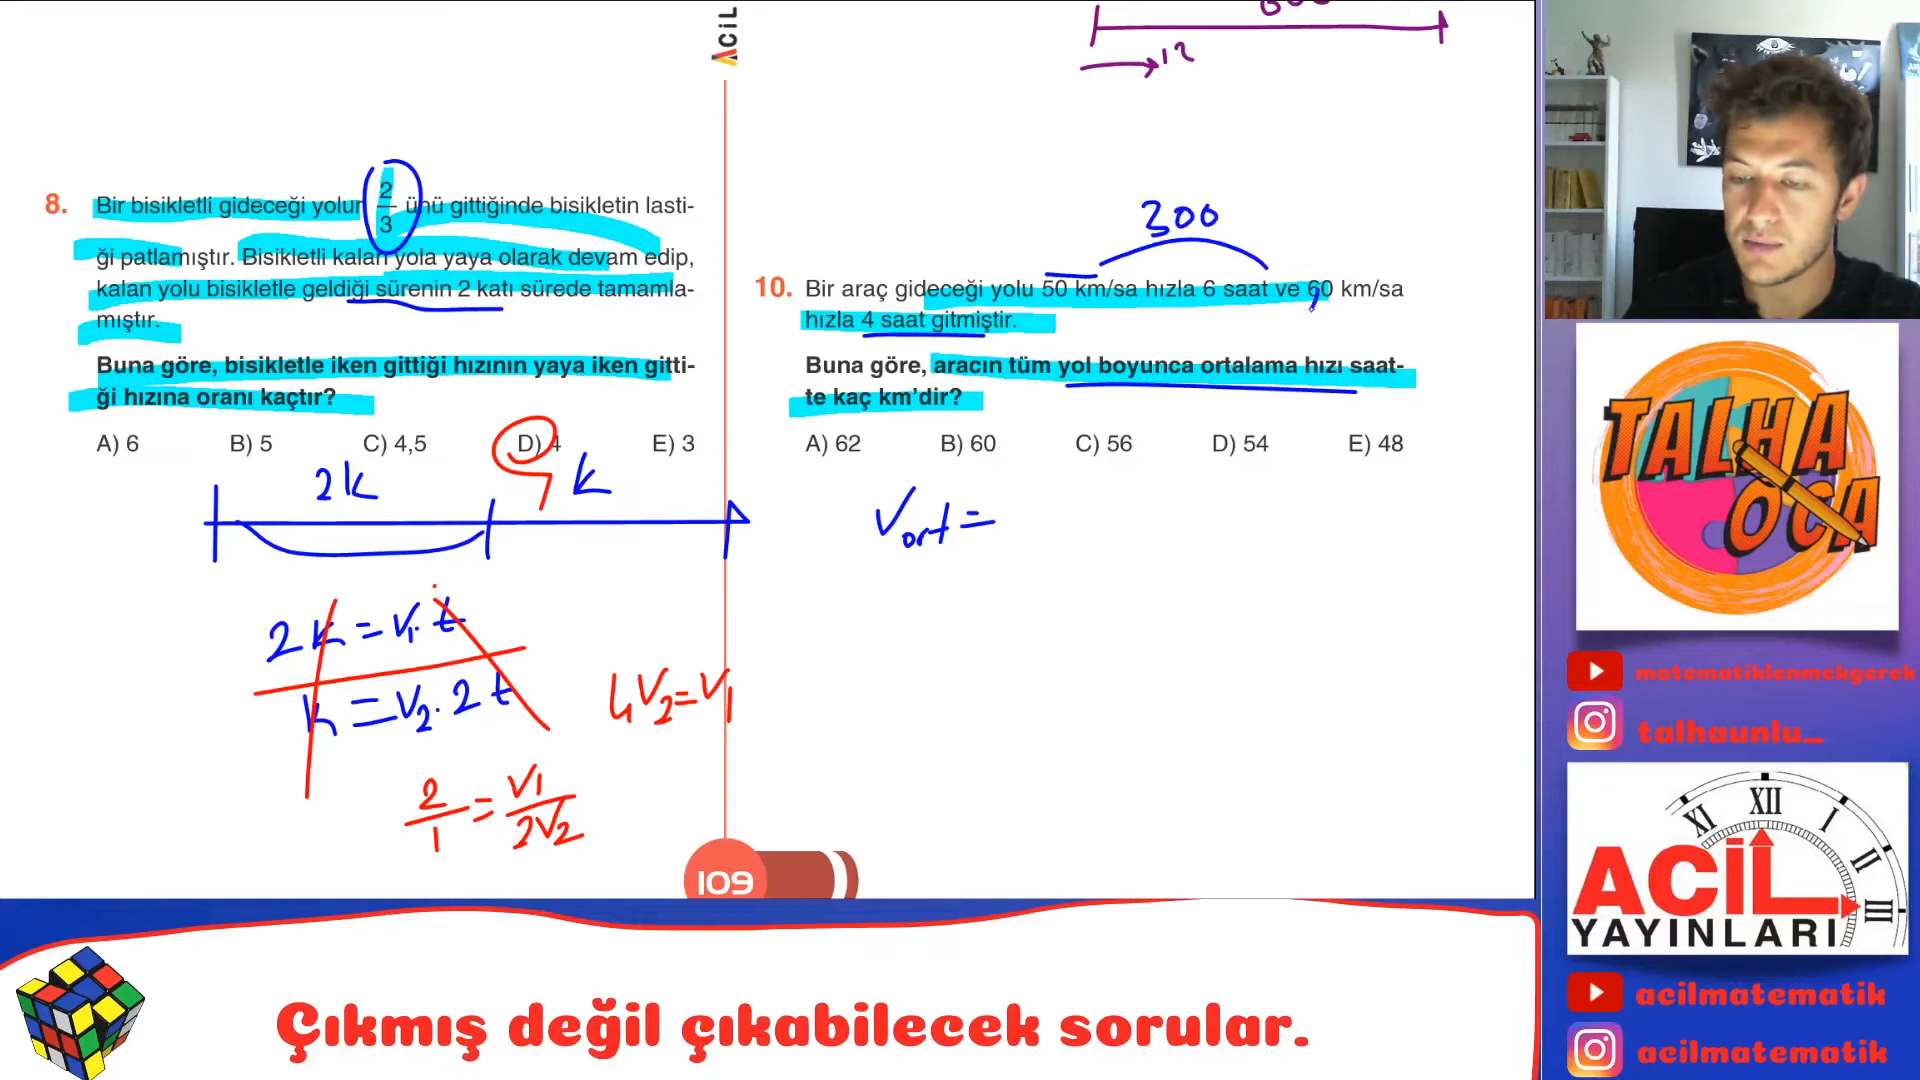 ACİL
600
12
8. Bir bisikletli gideceği yolun 2/3 ünü gittiğinde bisikletin lasti-
ği patlamıştır. Bisikletli kalan yola yaya olarak devam edip,
kalan yolu bisikletle geldiği sürenin 2 katı sürede tamamla-
mıştır.
Buna göre, bisikletle iken gittiği hızının yaya iken gitti-
ği hızına oranı kaçtır?
A) 6 B) 5 C) 4,5 D) 4 E) 3
2k k
2k = V1 . t
k = V2 . 2t
4V2 = V1
2/1 = V1/2V2
109
300
10. Bir araç gideceği yolu 50 km/sa hızla 6 saat ve 60 km/sa
hızla 4 saat gitmiştir.
Buna göre, aracın tüm yol boyunca ortalama hızı saat-
te kaç km'dir?
A) 62 B) 60 C) 56 D) 54 E) 48
Vort =
TALHA
HOCA
matematiklenmekgerek
talhaunlu_
XI XII I II III
ACİL
YAYINLARI
acilmatematik
acilmatematik
Çıkmış değil çıkabilecek sorular.